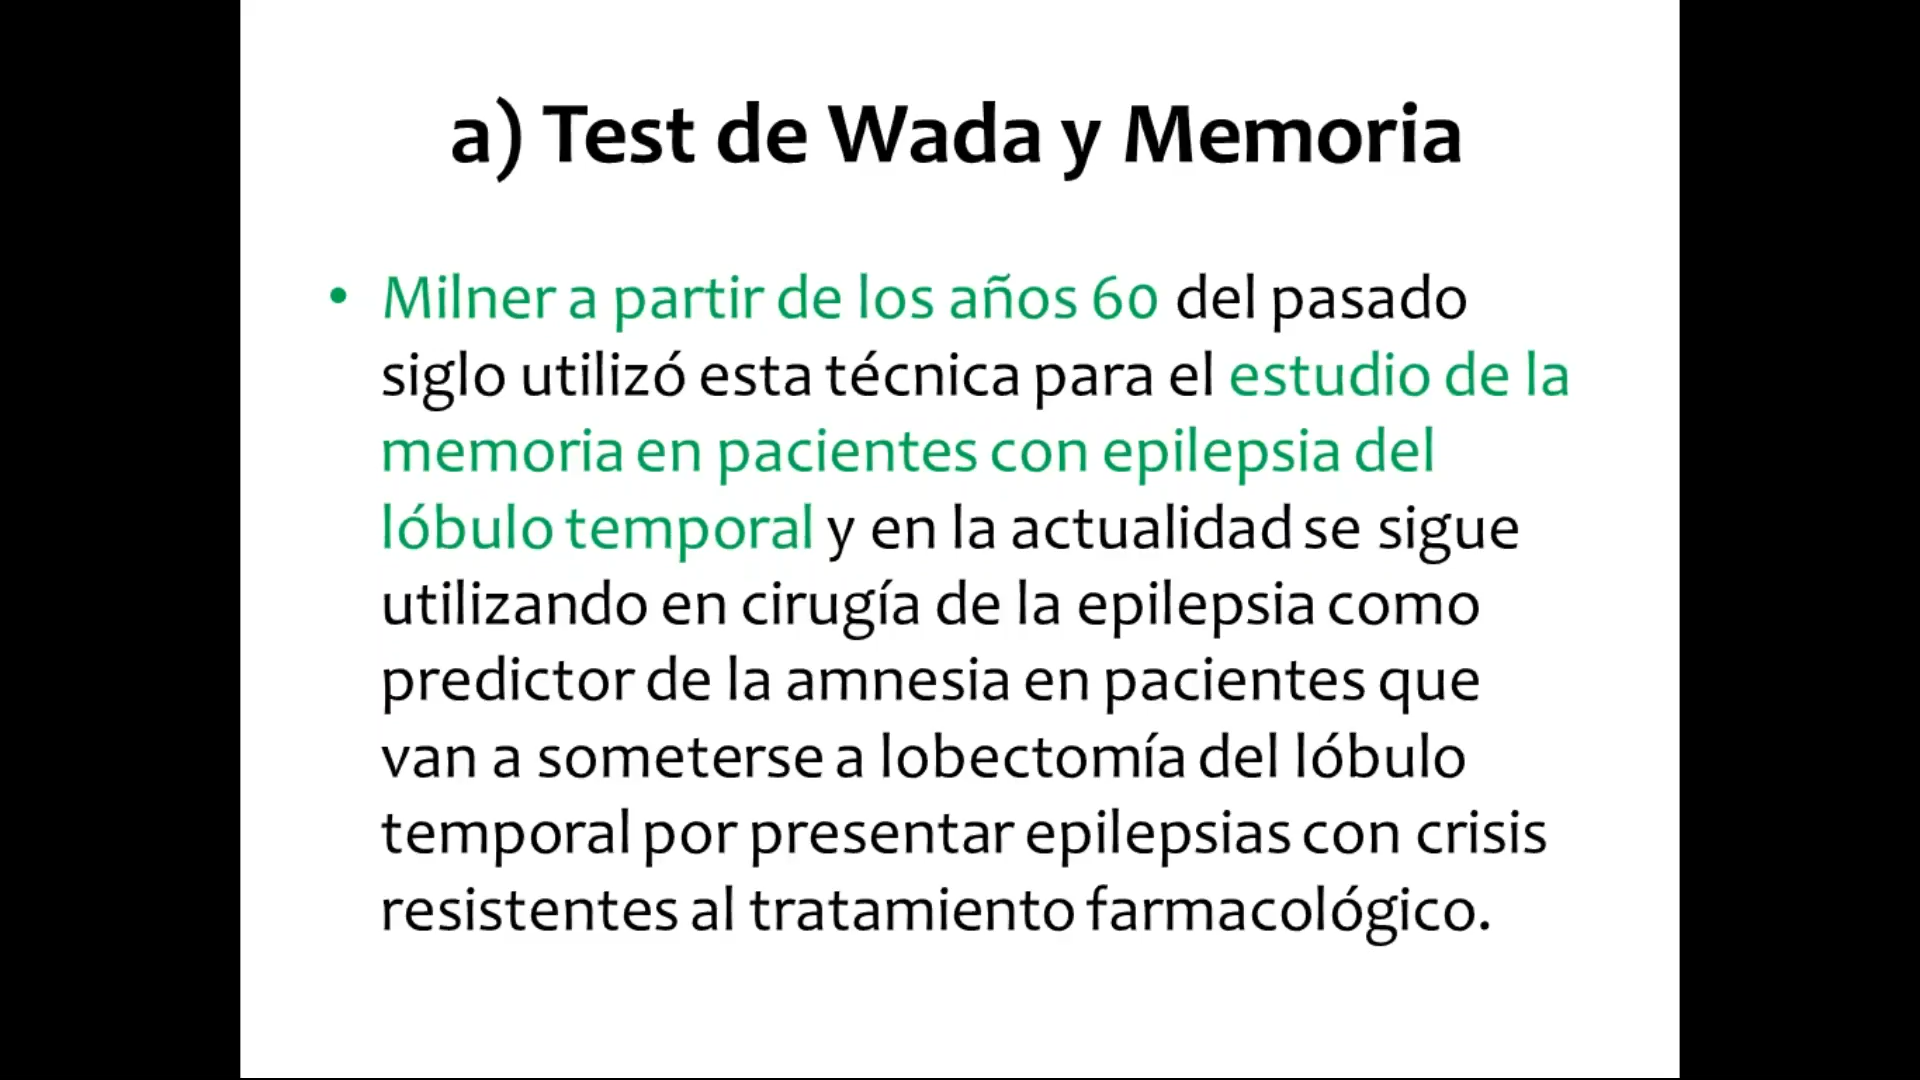 a) Test de Wada y Memoria
• Milner a partir de los años 60 del pasado
siglo utilizó esta técnica para el estudio de la
memoria en pacientes con epilepsia del
lóbulo temporal y en la actualidad se sigue
utilizando en cirugía de la epilepsia como
predictor de la amnesia en pacientes que
van a someterse a lobectomía del lóbulo
temporal por presentar epilepsias con crisis
resistentes al tratamiento farmacológico.